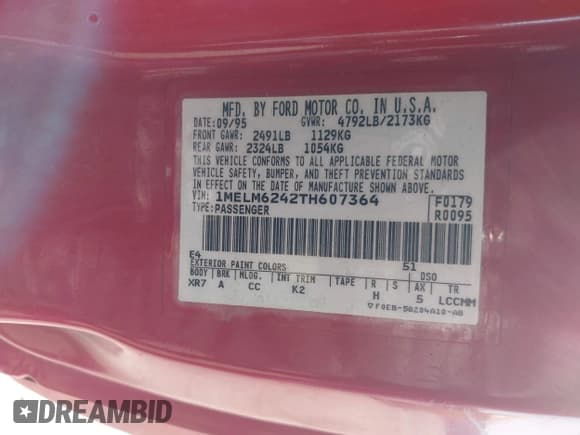 MFD. BY FORD MOTOR CO. IN U.S.A.
DATE: 09/95 GVWR: 4792LB/2173KG
FRONT GAWR: 2491LB 1129KG
REAR GAWR: 2324LB 1054KG
THIS VEHICLE CONFORMS TO ALL APPLICABLE FEDERAL MOTOR
VEHICLE SAFETY, BUMPER, AND THEFT PREVENTION STANDARDS
IN EFFECT ON THE DATE OF MANUFACTURE SHOWN ABOVE.
VIN: 1MELM6242TH607364 F0179
TYPE: PASSENGER R0095
E4 51
EXTERIOR PAINT COLORS DSO
BODY BRK MLDG. INT TRIM TAPE R S AX TR
XR7 A CC K2 H 5 LCCMM
▽F0EB-50204A10-AB
DREAMBID